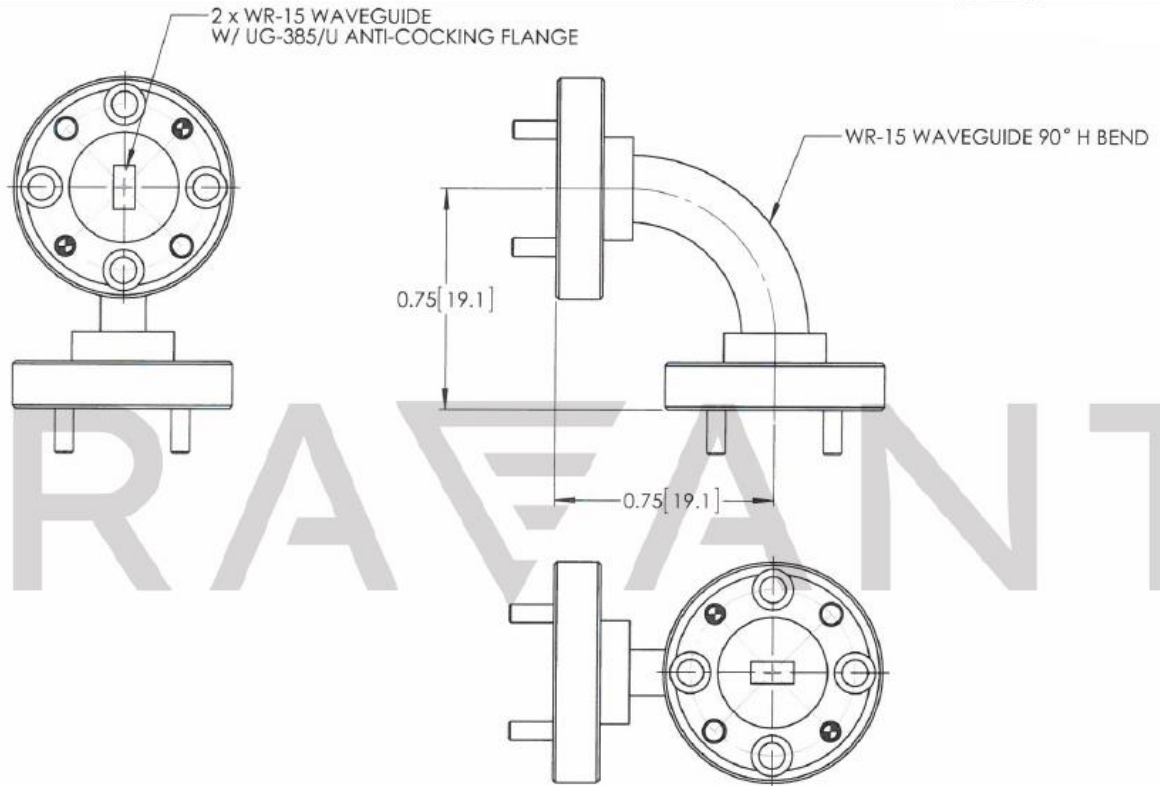 2 x WR-15 WAVEGUIDE
W/ UG-385/U ANTI-COCKING FLANGE
WR-15 WAVEGUIDE 90° H BEND
0.75[19.1]
0.75[19.1]
RAVANT